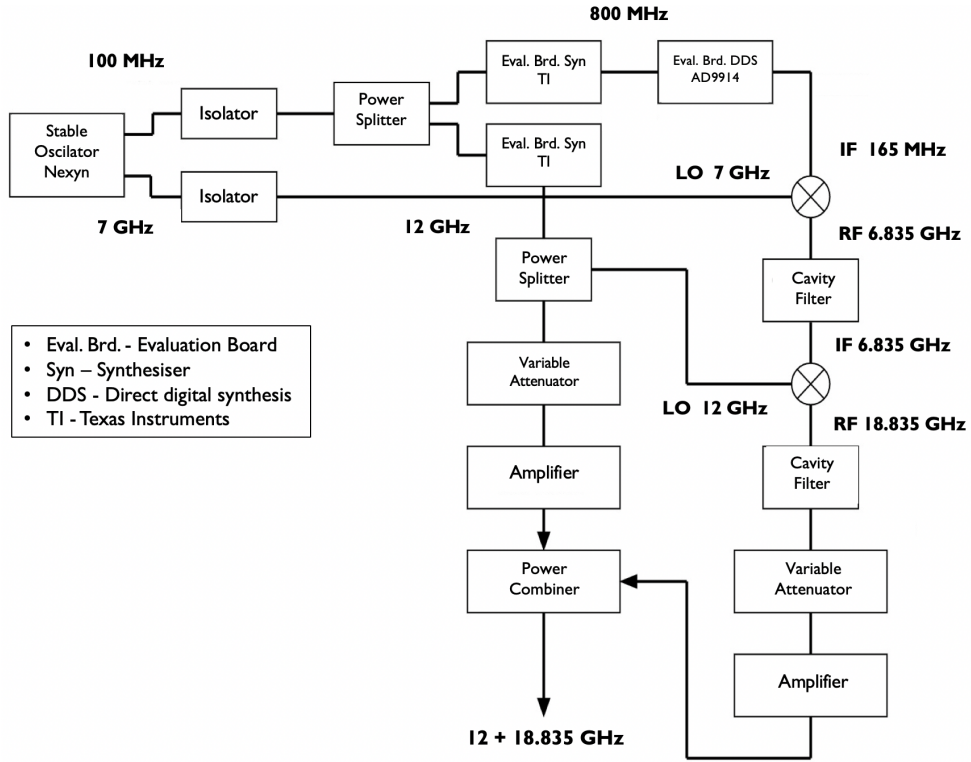 800 MHz
100 MHz
Eval. Brd. Syn
TI
Eval. Brd. DDS
AD9914
Isolator
Power
Splitter
Stable
Oscilator
Nexyn
Eval. Brd. Syn
TI
IF 165 MHz
LO 7 GHz
Isolator
7 GHz
12 GHz
RF 6.835 GHz
Power
Splitter
Cavity
Filter
• Eval. Brd. - Evaluation Board
• Syn – Synthesiser
• DDS - Direct digital synthesis
• TI - Texas Instruments
IF 6.835 GHz
Variable
Attenuator
LO 12 GHz
RF 18.835 GHz
Amplifier
Cavity
Filter
Power
Combiner
Variable
Attenuator
Amplifier
12 + 18.835 GHz